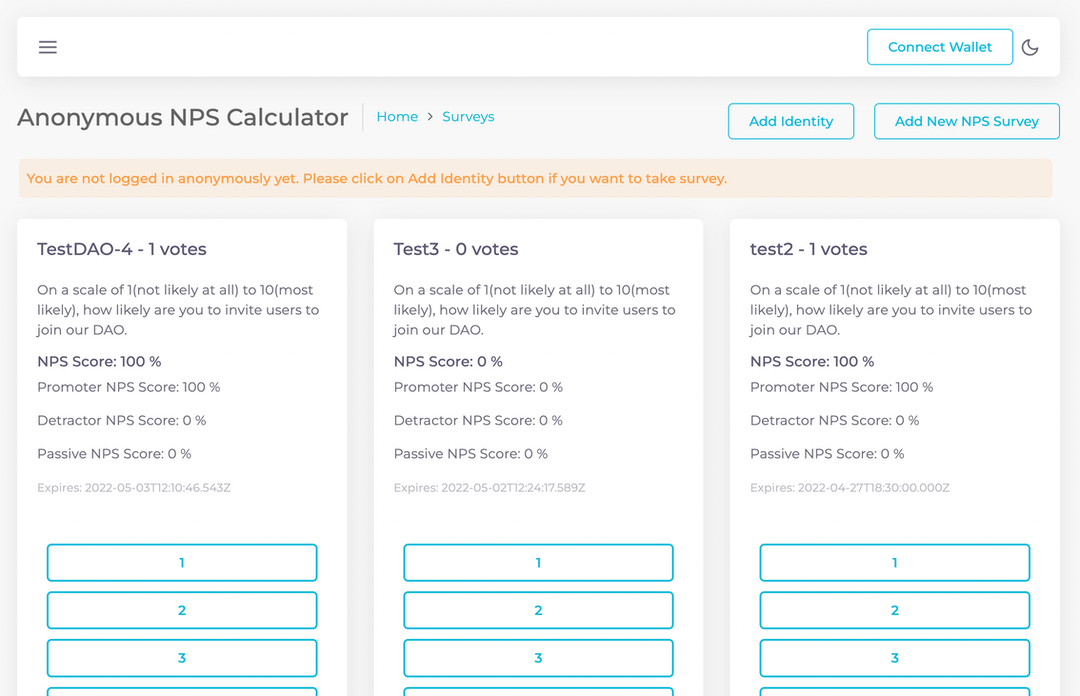 Connect Wallet
Anonymous NPS Calculator
Home > Surveys
Add Identity
Add New NPS Survey
You are not logged in anonymously yet. Please click on Add Identity button if you want to take survey.
TestDAO-4 - 1 votes
On a scale of 1(not likely at all) to 10(most
likely), how likely are you to invite users to
join our DAO.
NPS Score: 100 %
Promoter NPS Score: 100 %
Detractor NPS Score: 0 %
Passive NPS Score: 0 %
Expires: 2022-05-03T12:10:46.543Z
1
2
3
Test3 - 0 votes
On a scale of 1(not likely at all) to 10(most
likely), how likely are you to invite users to
join our DAO.
NPS Score: 0 %
Promoter NPS Score: 0 %
Detractor NPS Score: 0 %
Passive NPS Score: 0 %
Expires: 2022-05-02T12:24:17.589Z
1
2
3
test2 - 1 votes
On a scale of 1(not likely at all) to 10(most
likely), how likely are you to invite users to
join our DAO.
NPS Score: 100 %
Promoter NPS Score: 100 %
Detractor NPS Score: 0 %
Passive NPS Score: 0 %
Expires: 2022-04-27T18:30:00.000Z
1
2
3